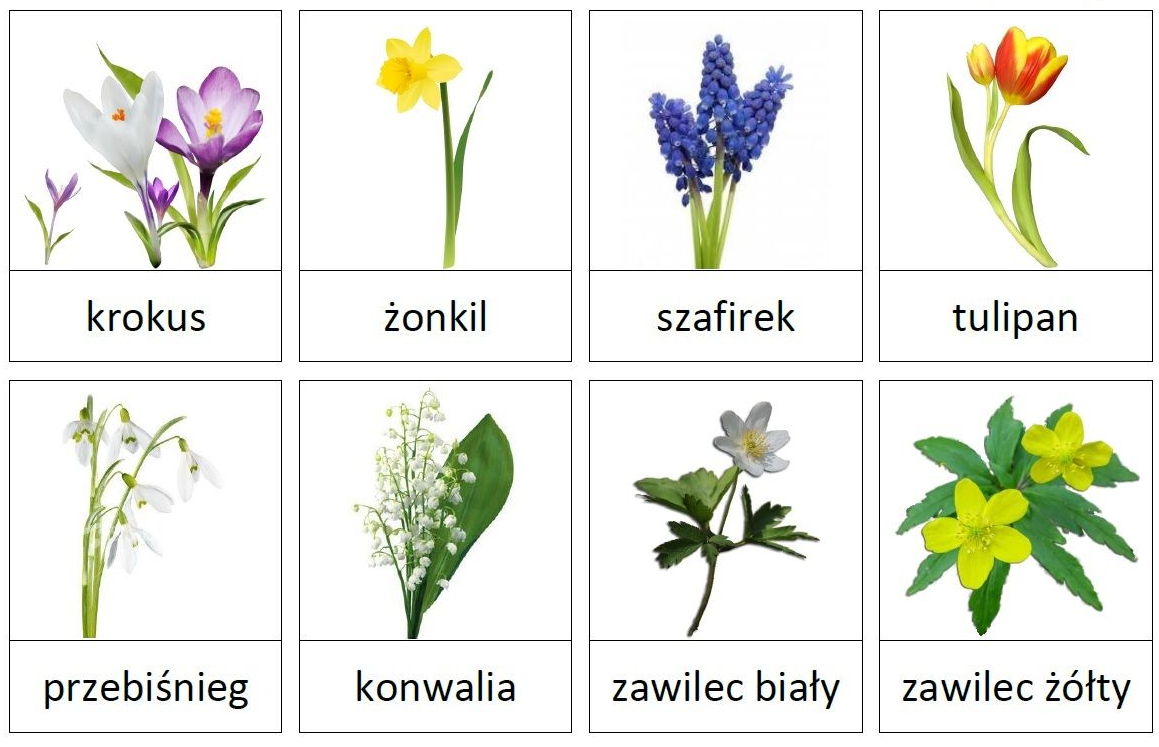 krokus
żonkil
szafirek
tulipan
przebiśnieg
konwalia
zawilec biały
zawilec żółty